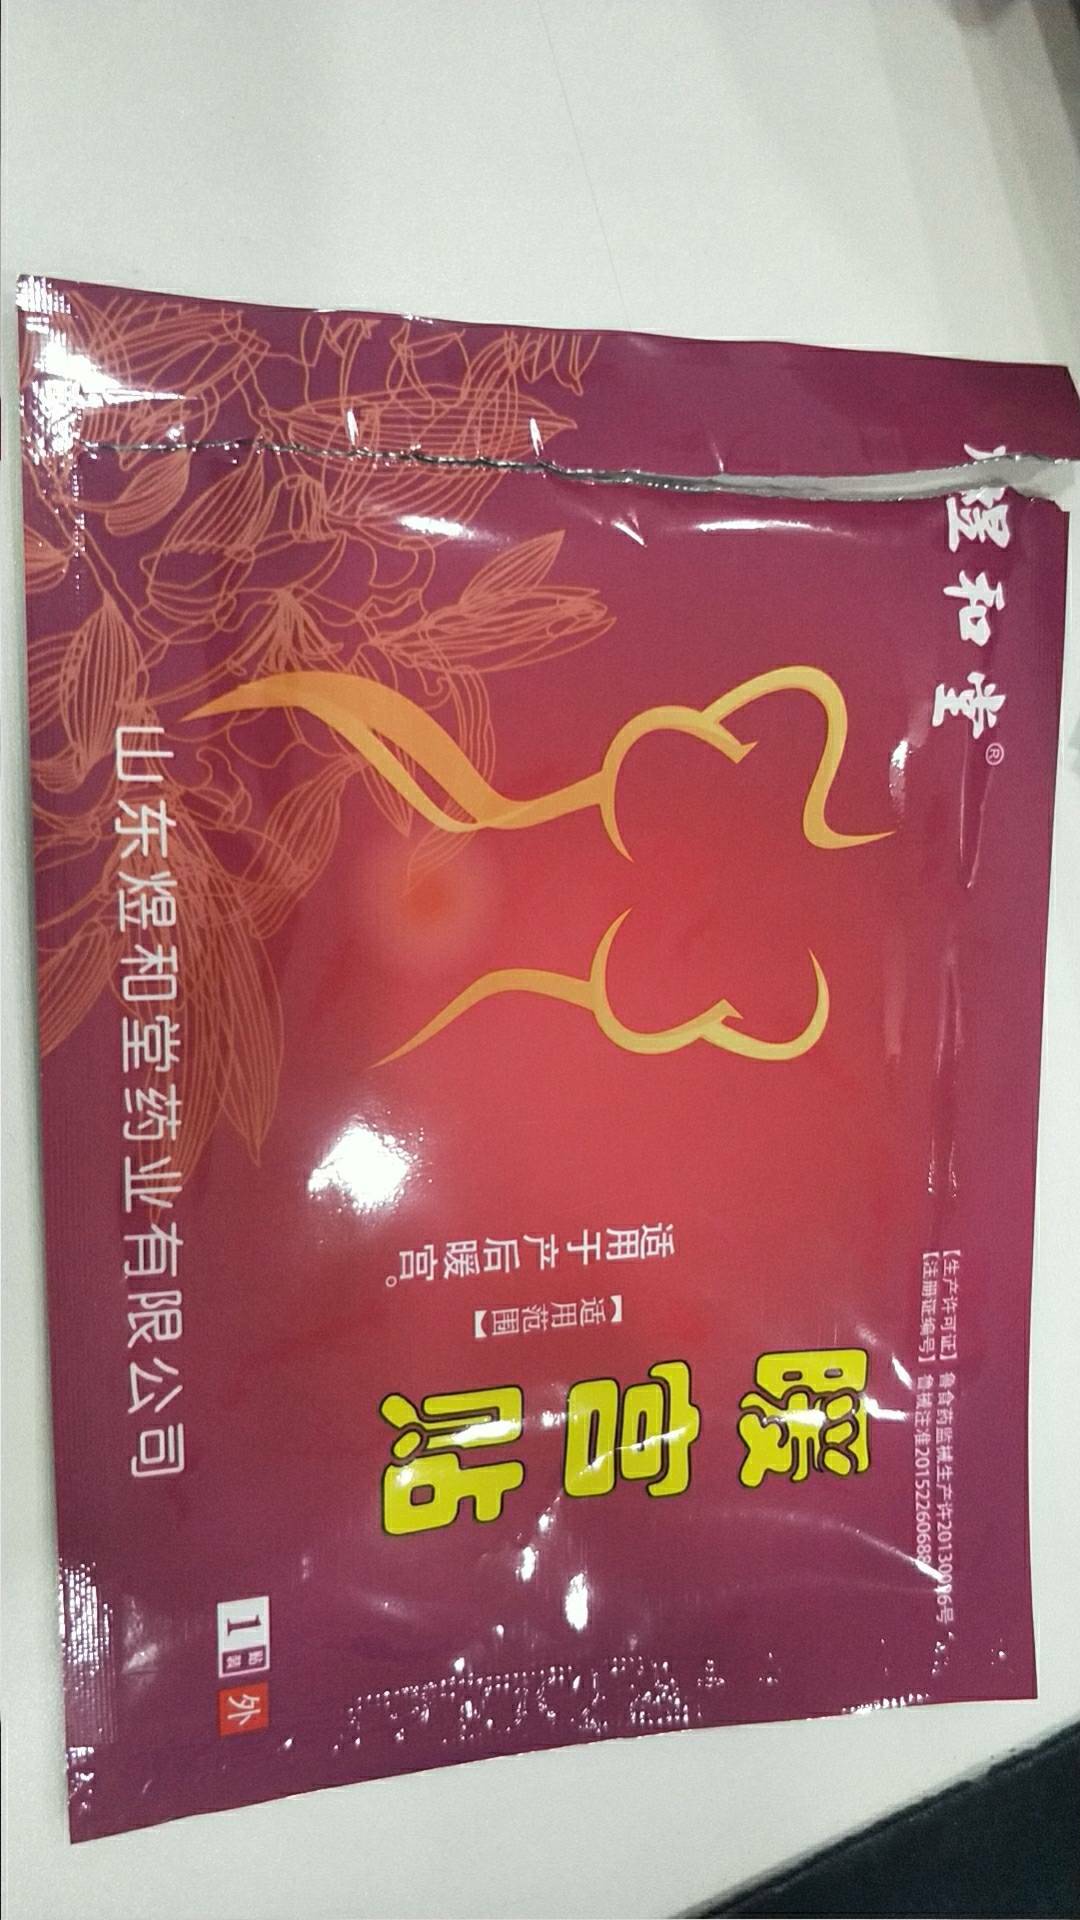 煜和堂®
【生产许可证】 鲁食药监械生产许20130096号
【注册证编号】 鲁械注准20152260688
暖宫贴
【适用范围】
适用于产后暖宫。
山东煜和堂药业有限公司
1 贴装
外